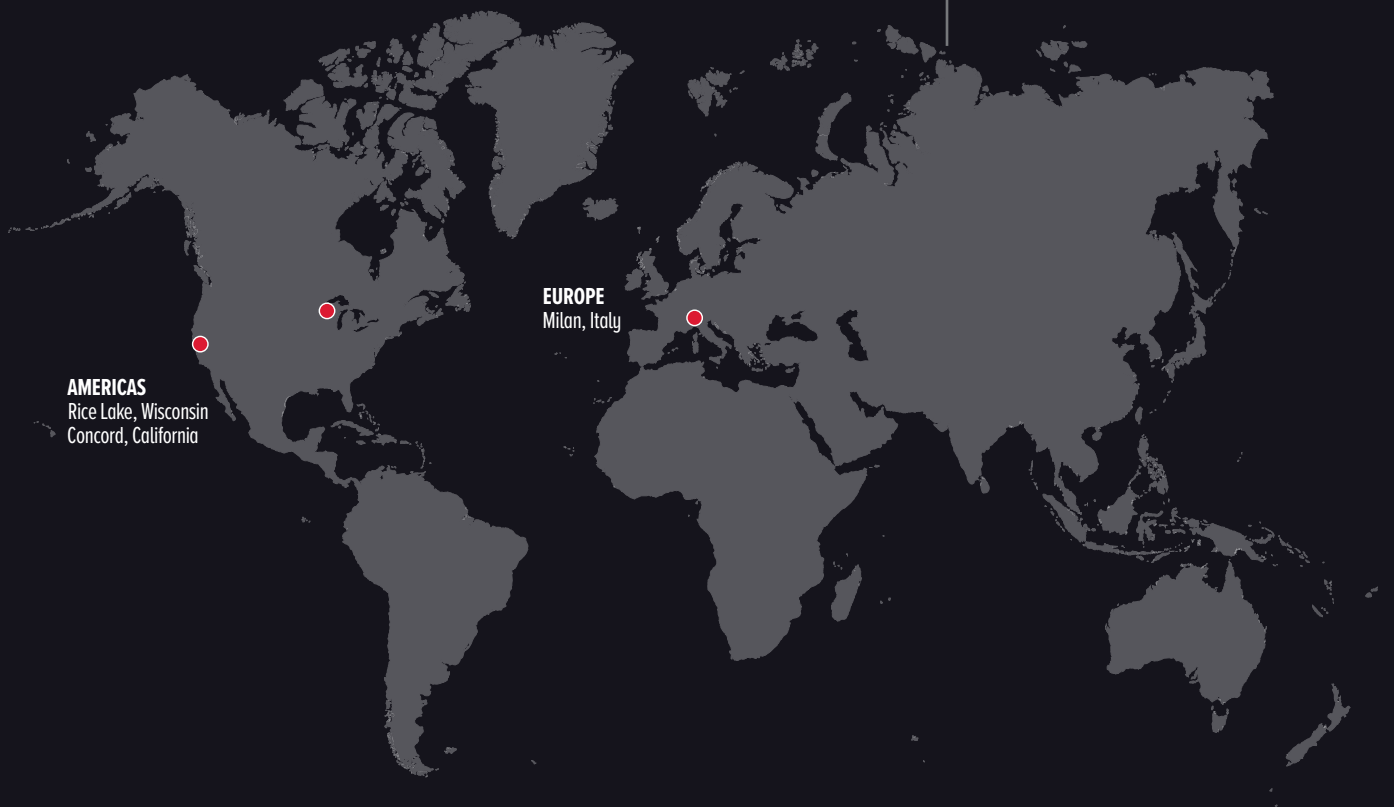 EUROPE
Milan, Italy
AMERICAS
Rice Lake, Wisconsin
Concord, California